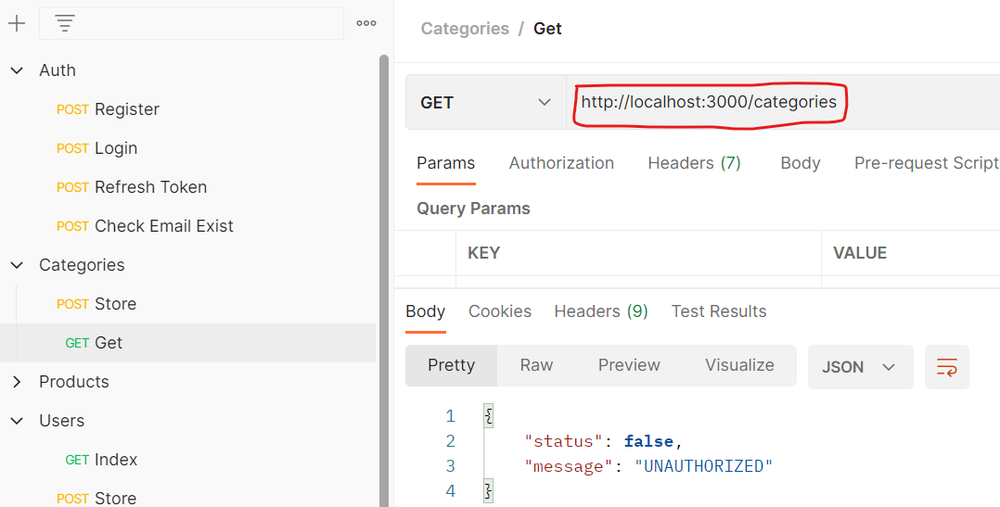 Categories / Get
Auth
POST Register
POST Login
POST Refresh Token
POST Check Email Exist
Categories
POST Store
GET Get
Products
Users
GET Index
POST Store
GET http://localhost:3000/categories
Params Authorization Headers (7) Body Pre-request Script
Query Params
KEY VALUE
Body Cookies Headers (9) Test Results
Pretty Raw Preview Visualize JSON
1 {
2 "status": false,
3 "message": "UNAUTHORIZED"
4 }